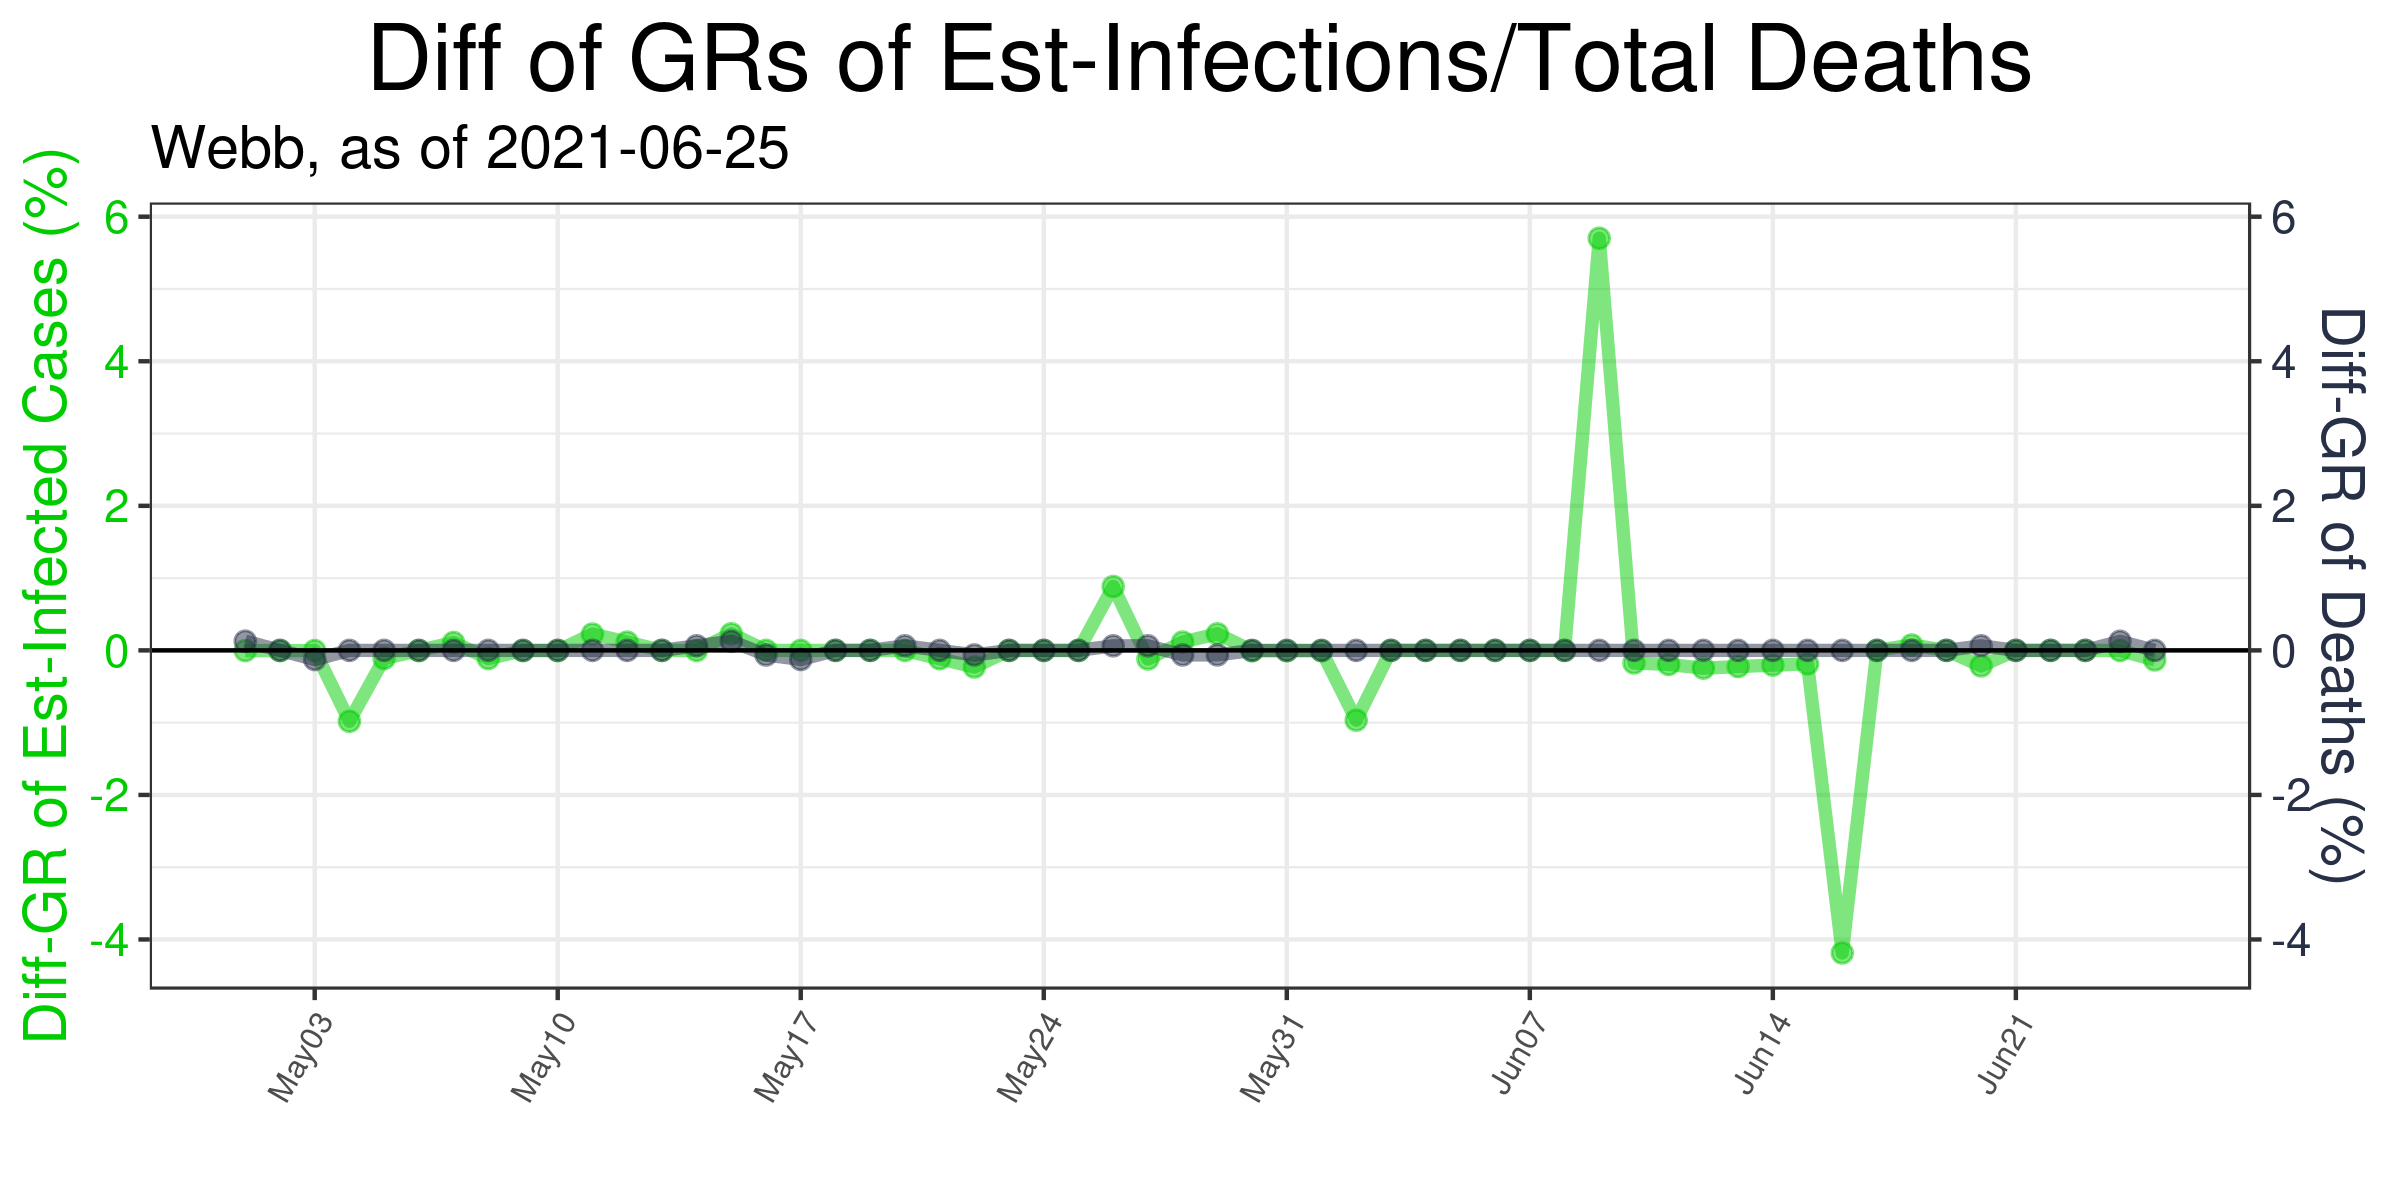 Diff of GRs of Est-Infections/Total Deaths
Webb, as of 2021-06-25
Diff-GR of Est-Infected Cases (%)
6
4
2
0
-2
-4
6
4
2
0
-2
-4
Diff-GR of Deaths (%)
May03
May10
May17
May24
May31
Jun07
Jun14
Jun21